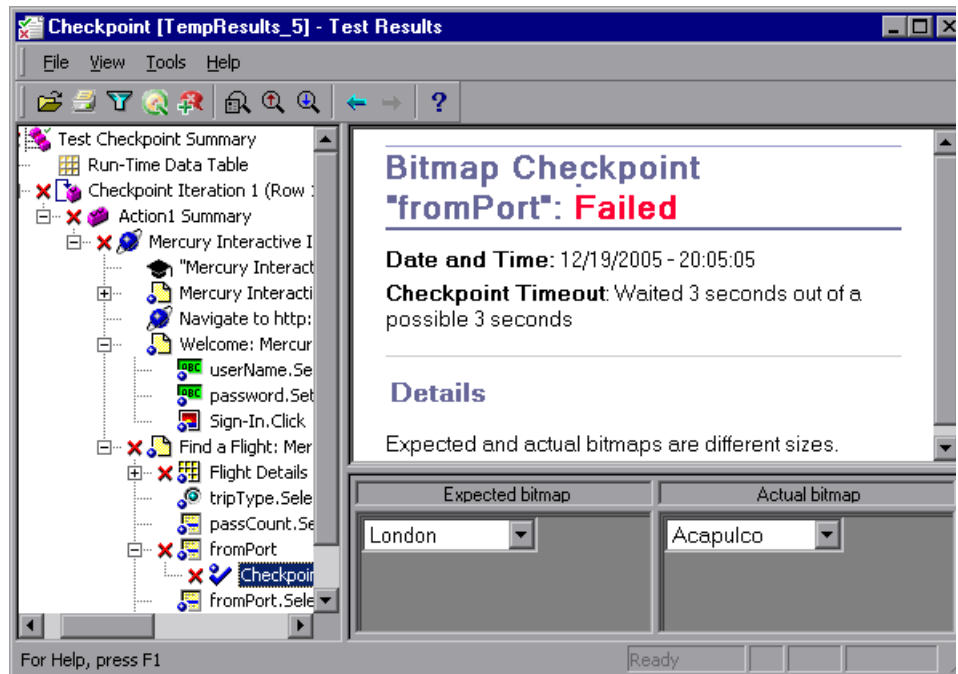 Checkpoint [TempResults_5] - Test Results
File View Tools Help
?
Test Checkpoint Summary
Run-Time Data Table
Checkpoint Iteration 1 (Row
Action1 Summary
Mercury Interactive I
"Mercury Interact
Mercury Interacti
Navigate to http:
Welcome: Mercur
ABC userName.Se
ABC password.Set
Sign-In.Click
Find a Flight: Mer
Flight Details
tripType.Sele
passCount.Se
fromPort
Checkpoin
fromPort.Sele
Bitmap Checkpoint
"fromPort": Failed
Date and Time: 12/19/2005 - 20:05:05
Checkpoint Timeout: Waited 3 seconds out of a
possible 3 seconds
Details
Expected and actual bitmaps are different sizes.
Expected bitmap
Actual bitmap
London
Acapulco
For Help, press F1
Ready